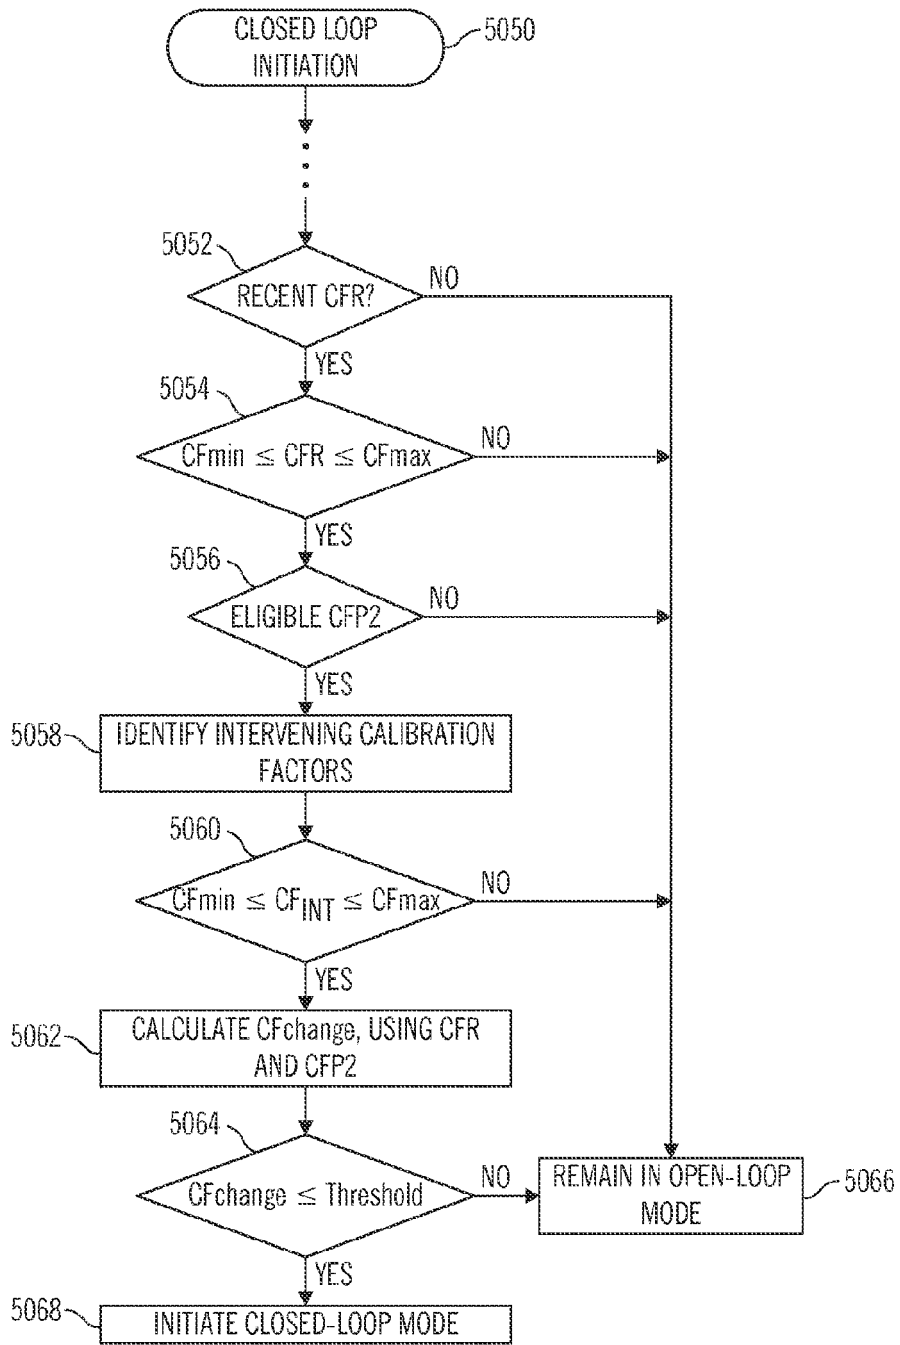 CLOSED LOOP
INITIATION
5050
5052
RECENT CFR?
NO
YES
5054
CFmin ≤ CFR ≤ CFmax
NO
YES
5056
ELIGIBLE CFP2
NO
YES
5058
IDENTIFY INTERVENING CALIBRATION
FACTORS
5060
CFmin ≤ CFINT ≤ CFmax
NO
YES
5062
CALCULATE CFchange, USING CFR
AND CFP2
5064
CFchange ≤ Threshold
NO
REMAIN IN OPEN-LOOP
MODE
5066
YES
5068
INITIATE CLOSED-LOOP MODE